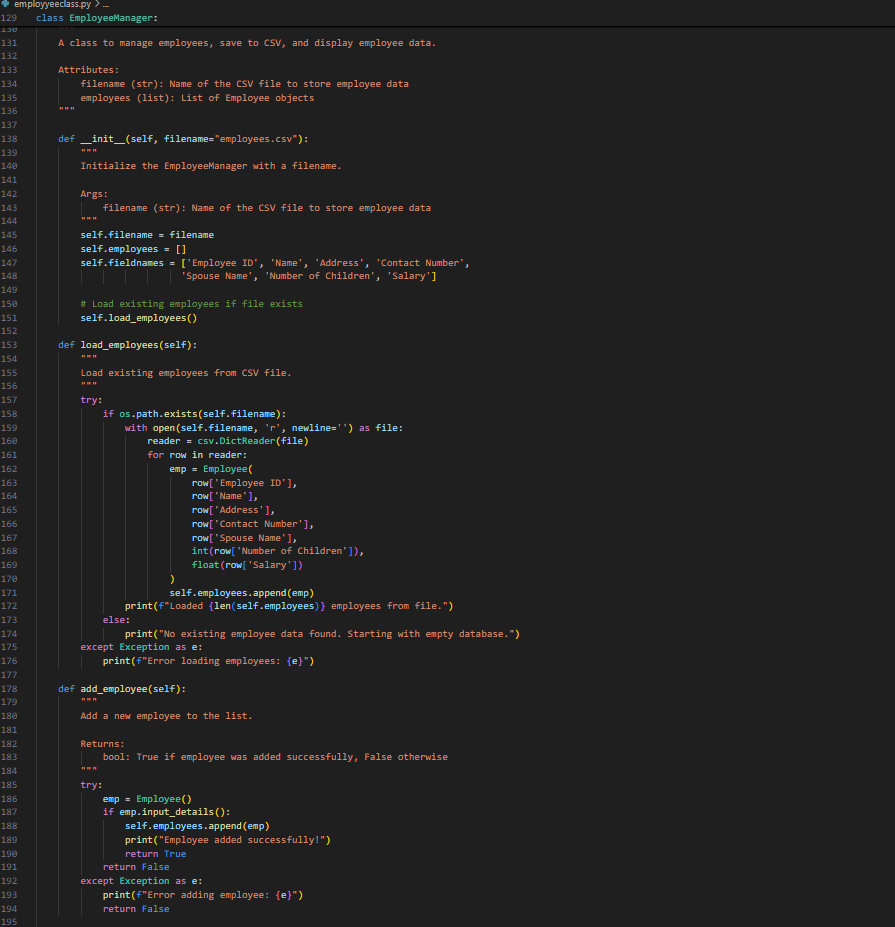 employyeeclass.py > ...
129 class EmployeeManager:
130
131 A class to manage employees, save to CSV, and display employee data.
132
133 Attributes:
134 filename (str): Name of the CSV file to store employee data
135 employees (list): List of Employee objects
136 """
137
138 def __init__(self, filename="employees.csv"):
139 """
140 Initialize the EmployeeManager with a filename.
141
142 Args:
143 filename (str): Name of the CSV file to store employee data
144 """
145 self.filename = filename
146 self.employees = []
147 self.fieldnames = ['Employee ID', 'Name', 'Address', 'Contact Number',
148 'Spouse Name', 'Number of Children', 'Salary']
149
150 # Load existing employees if file exists
151 self.load_employees()
152
153 def load_employees(self):
154 """
155 Load existing employees from CSV file.
156 """
157 try:
158 if os.path.exists(self.filename):
159 with open(self.filename, 'r', newline='') as file:
160 reader = csv.DictReader(file)
161 for row in reader:
162 emp = Employee(
163 row['Employee ID'],
164 row['Name'],
165 row['Address'],
166 row['Contact Number'],
167 row['Spouse Name'],
168 int(row['Number of Children']),
169 float(row['Salary'])
170 )
171 self.employees.append(emp)
172 print(f"Loaded {len(self.employees)} employees from file.")
173 else:
174 print("No existing employee data found. Starting with empty database.")
175 except Exception as e:
176 print(f"Error loading employees: {e}")
177
178 def add_employee(self):
179 """
180 Add a new employee to the list.
181
182 Returns:
183 bool: True if employee was added successfully, False otherwise
184 """
185 try:
186 emp = Employee()
187 if emp.input_details():
188 self.employees.append(emp)
189 print("Employee added successfully!")
190 return True
191 return False
192 except Exception as e:
193 print(f"Error adding employee: {e}")
194 return False
195